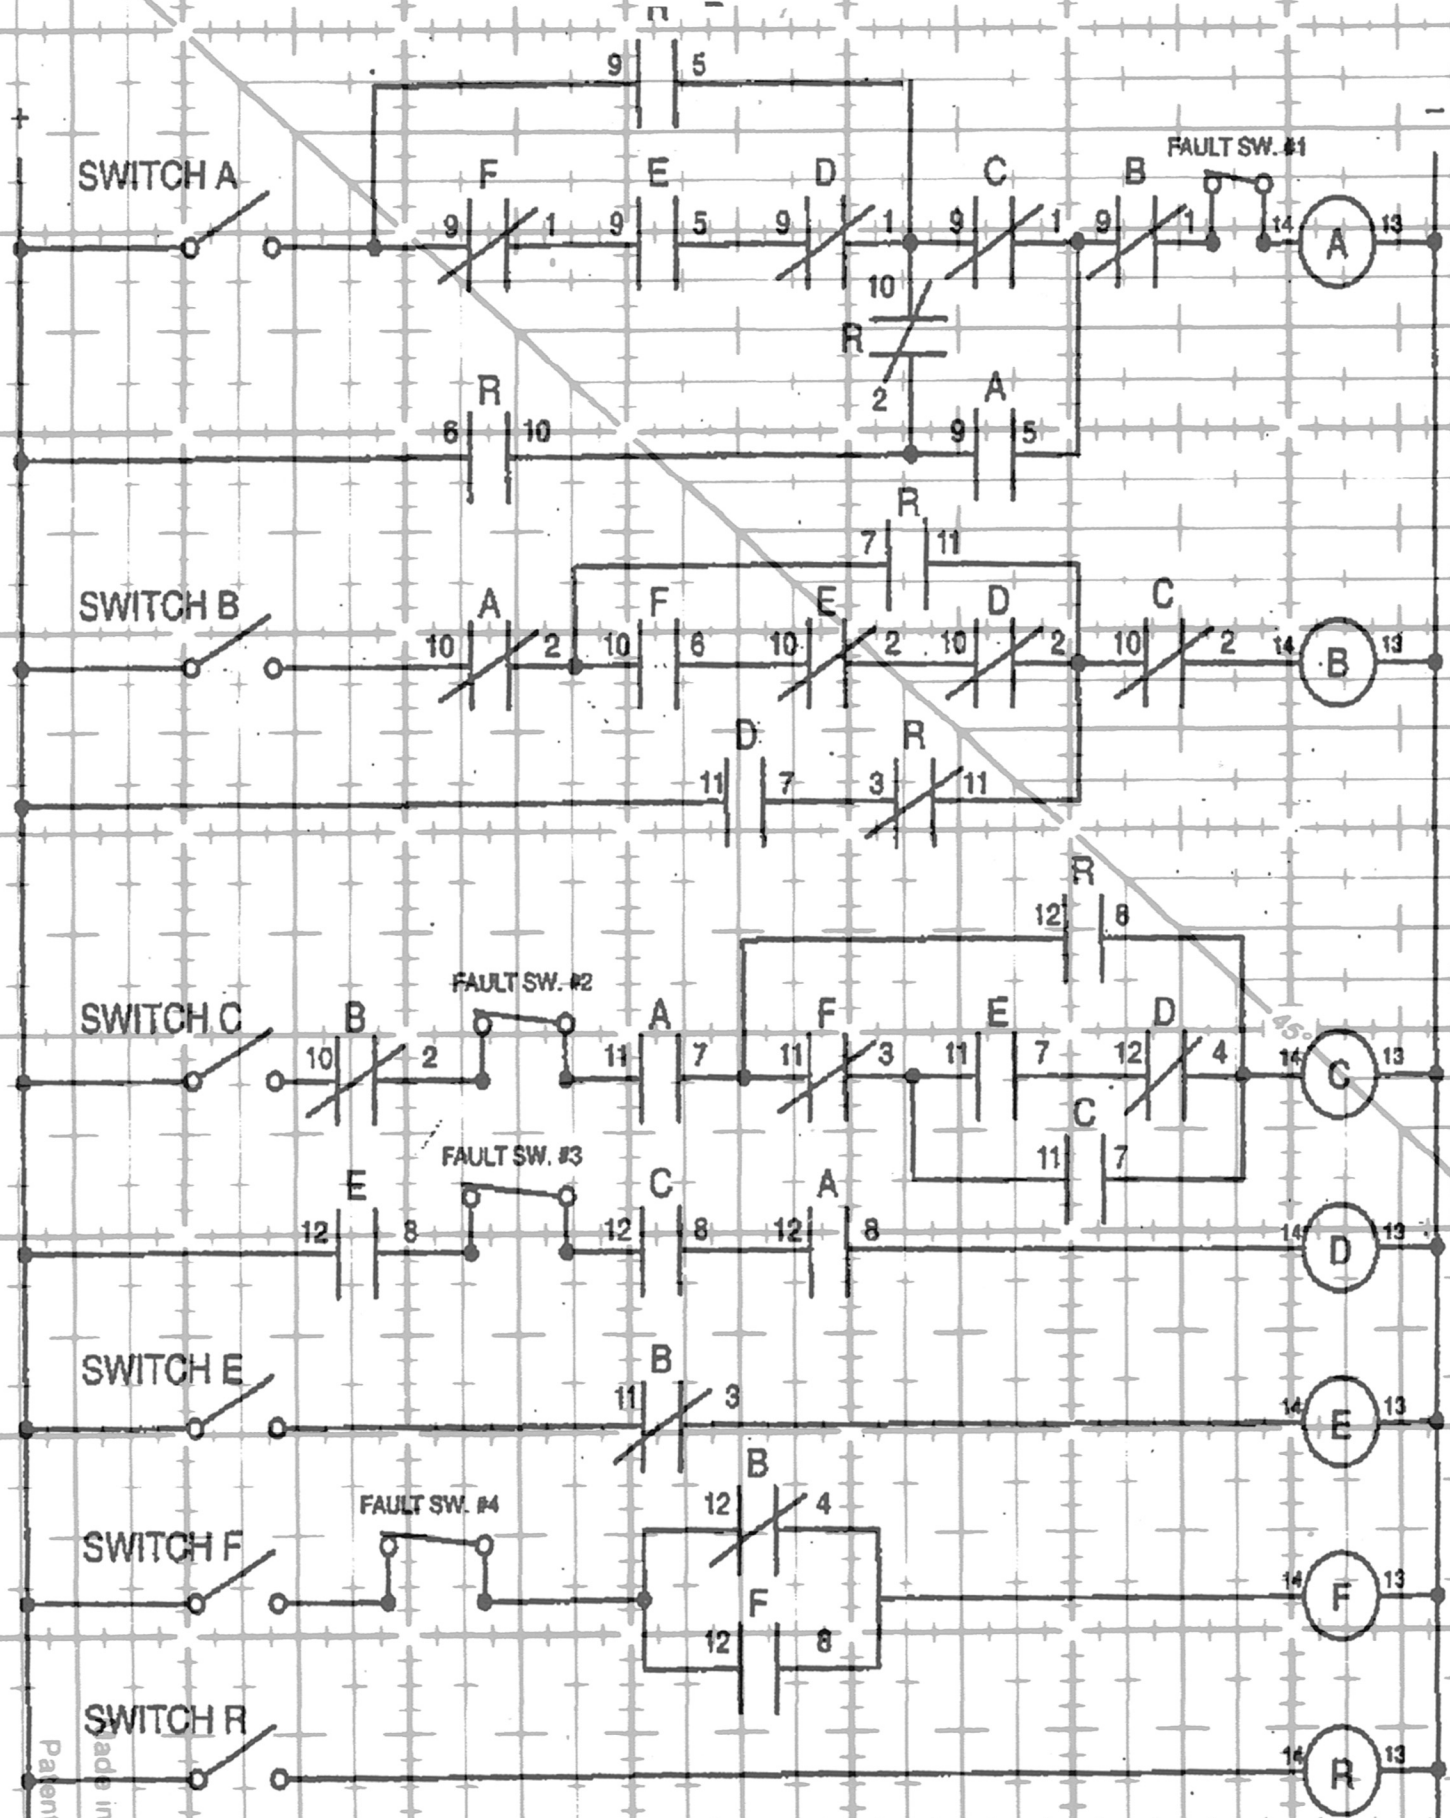 9 5
+ −
FAULT SW. #1
SWITCH A F E D C B
9 1 9 5 9 1 9 1 9 1 14 A 13
10
R
2
R A
6 10 9 5
R
7 11
SWITCH B A F E D C
10 2 10 6 10 2 10 2 10 2 14 B 13
D R
11 7 3 11
R
12 8
FAULT SW. #2
SWITCH C B A F E D
45°
10 2 11 7 11 3 11 7 12 4 14 C 13
C
11 7
FAULT SW. #3
E C A
12 8 12 8 12 8 14 D 13
SWITCH E B
11 3 14 E 13
B
12 4
FAULT SW. #4
SWITCH F
14 F 13
F
12 8
SWITCH R
14 R 13